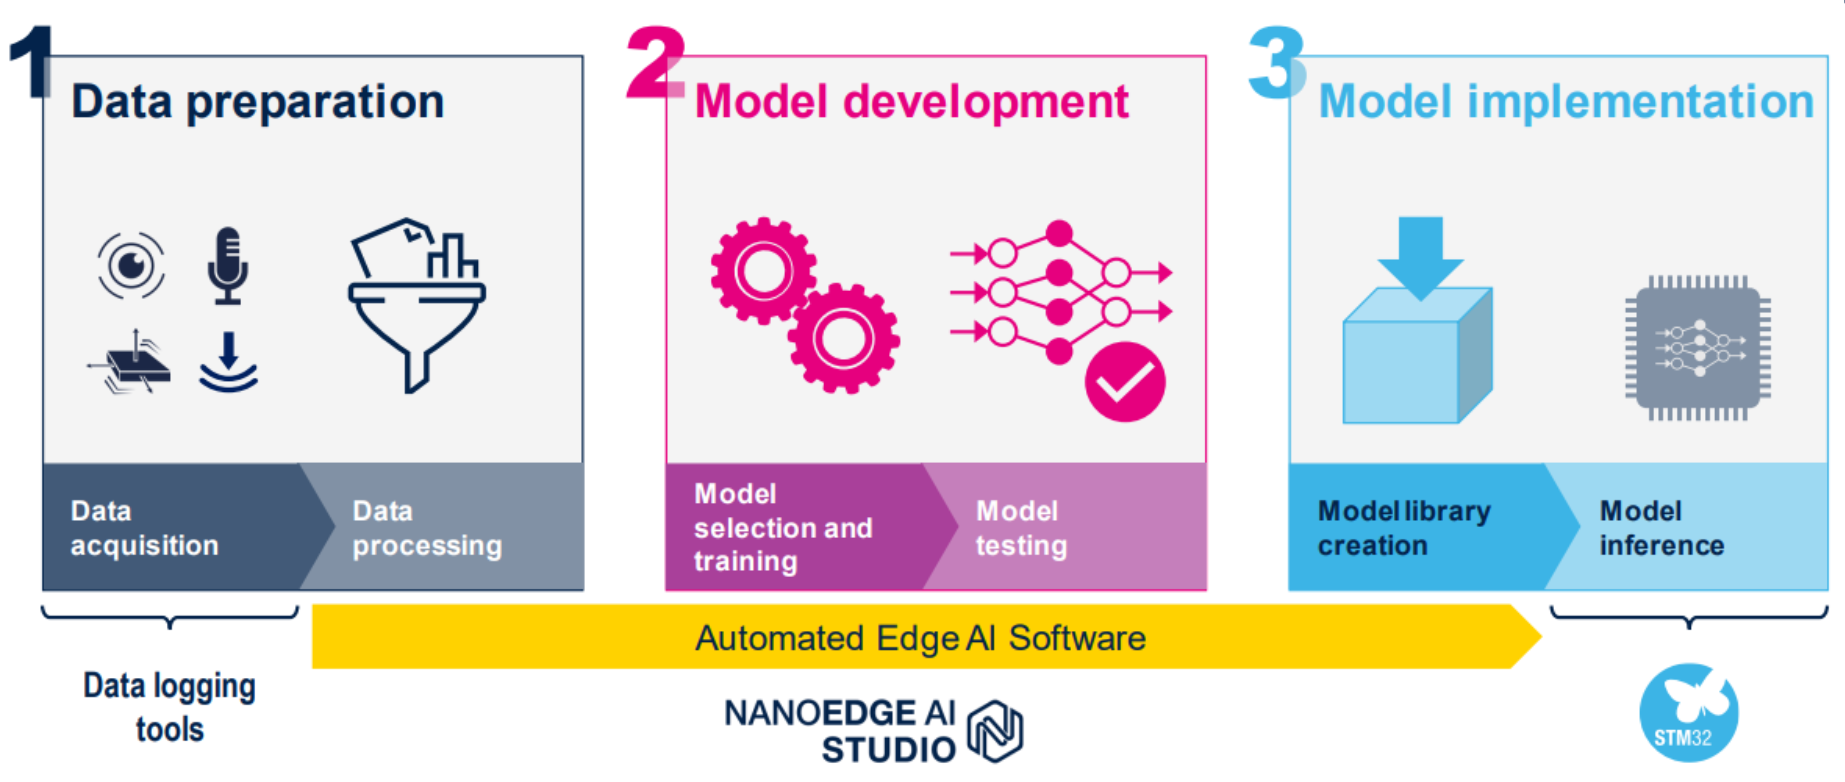 1
Data preparation
Data
acquisition
Data
processing
2
Model development
Model
selection and
training
Model
testing
3
Model implementation
Model library
creation
Model
inference
Data logging
tools
Automated Edge AI Software
NANOEDGE AI
STUDIO
STM32